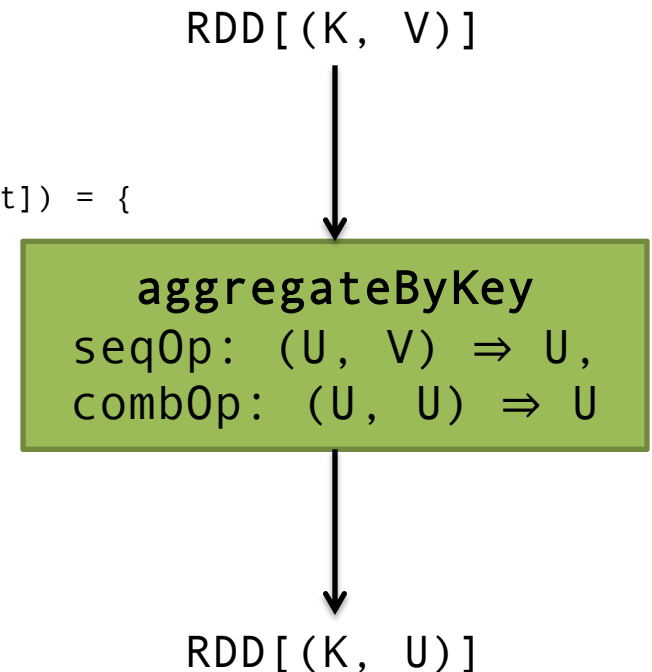 RDD[(K, V)]
t]) = {
aggregateByKey
seqOp: (U, V) ⇒ U,
combOp: (U, U) ⇒ U
RDD[(K, U)]